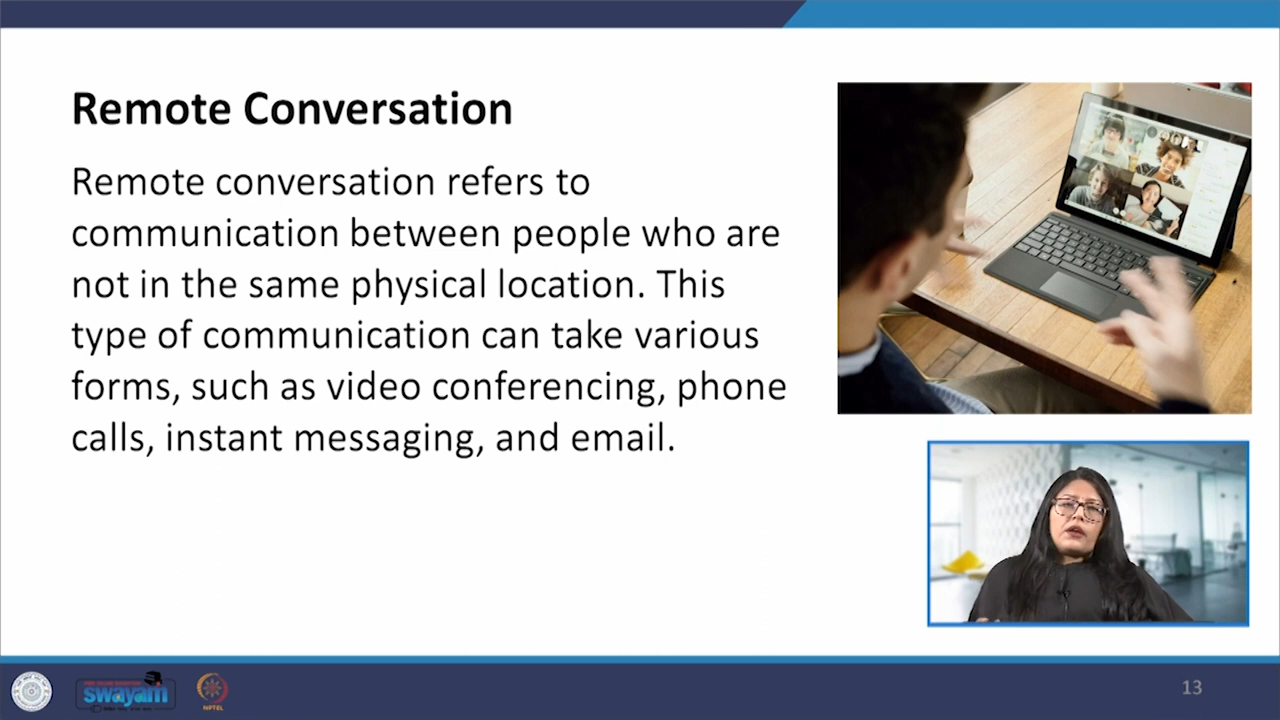 Remote Conversation
Remote conversation refers to
communication between people who are
not in the same physical location. This
type of communication can take various
forms, such as video conferencing, phone
calls, instant messaging, and email.
swayam
NPTEL
13